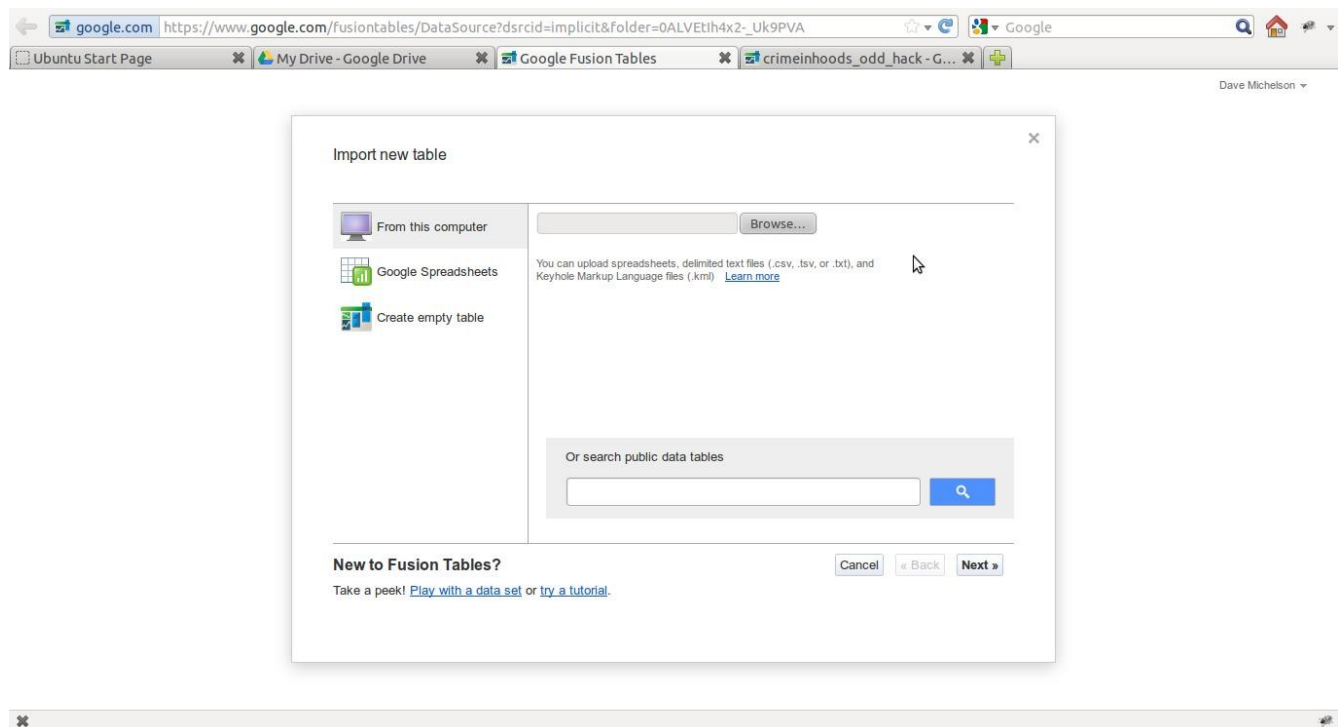 google.com https://www.google.com/fusiontables/DataSource?dsrcid=implicit&folder=0ALVEtIh4x2-_Uk9PVA Google
Ubuntu Start Page My Drive - Google Drive Google Fusion Tables crimeinhoods_odd_hack - G...
Dave Michelson
Import new table
From this computer
Browse...
You can upload spreadsheets, delimited text files (.csv, .tsv, or .txt), and
Keyhole Markup Language files (.kml) Learn more
Google Spreadsheets
Create empty table
Or search public data tables
New to Fusion Tables?
Cancel « Back Next »
Take a peek! Play with a data set or try a tutorial.